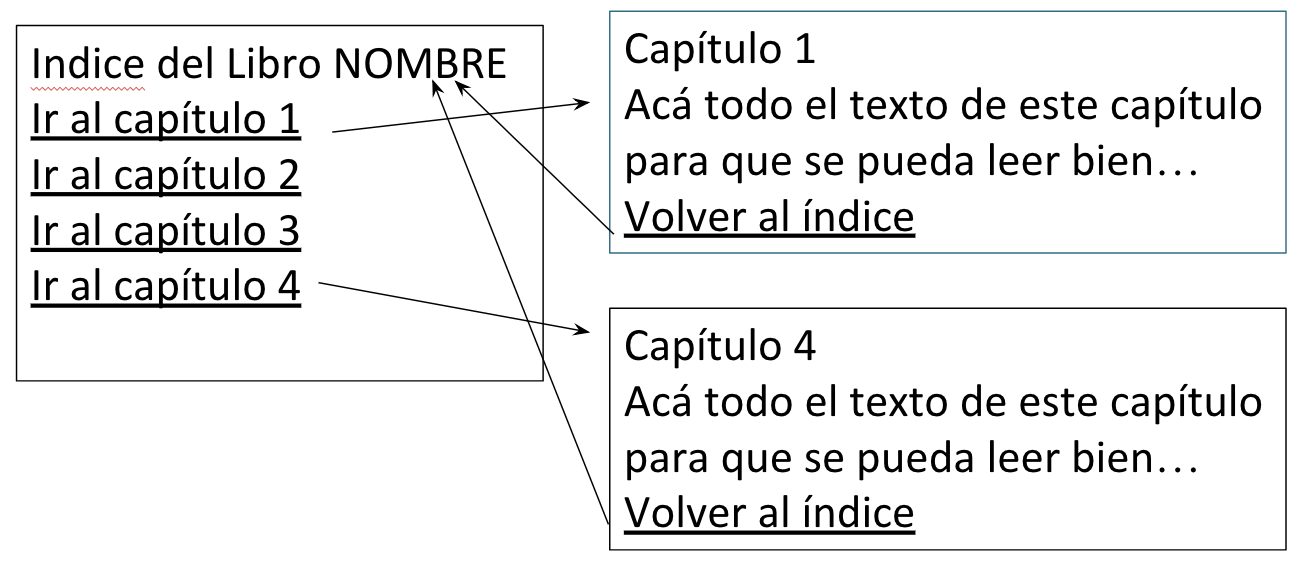 Indice del Libro NOMBRE
Ir al capítulo 1
Ir al capítulo 2
Ir al capítulo 3
Ir al capítulo 4
Capítulo 1
Acá todo el texto de este capítulo
para que se pueda leer bien…
Volver al índice
Capítulo 4
Acá todo el texto de este capítulo
para que se pueda leer bien…
Volver al índice